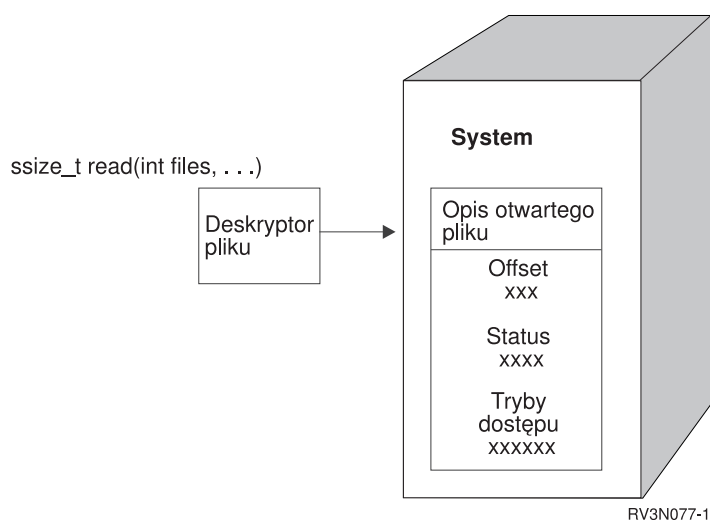 System
ssize_t read(int files, . . .)
Deskryptor
pliku
Opis otwartego
pliku
Offset
xxx
Status
xxxx
Tryby
dostępu
xxxxxx
RV3N077-1